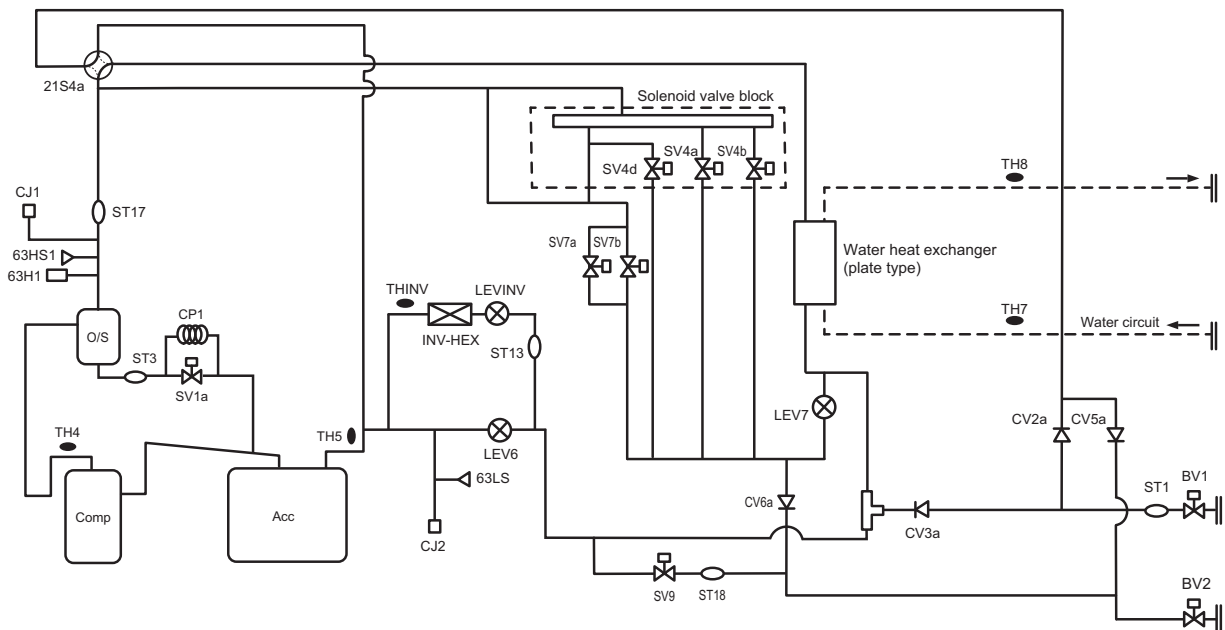 21S4a
Solenoid valve block
SV4d
SV4a
SV4b
TH8
CJ1
ST17
63HS1
63H1
SV7a
SV7b
Water heat exchanger
(plate type)
THINV
LEVINV
TH7
CP1
O/S
INV-HEX
Water circuit
ST3
ST13
SV1a
LEV7
CV2a
CV5a
TH4
TH5
LEV6
63LS
CV6a
ST1
BV1
Comp
Acc
CJ2
CV3a
SV9
ST18
BV2